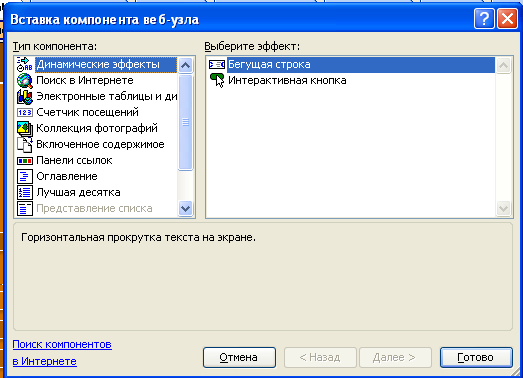 Вставка компонента веб-узла
Тип компонента:
Динамические эффекты
Поиск в Интернете
Электронные таблицы и ди
Счетчик посещений
Коллекция фотографий
Включенное содержимое
Панели ссылок
Оглавление
Лучшая десятка
Представление списка
Выберите эффект:
Бегущая строка
Интерактивная кнопка
Горизонтальная прокрутка текста на экране.
Поиск компонентов
в Интернете
Отмена
< Назад
Далее >
Готово